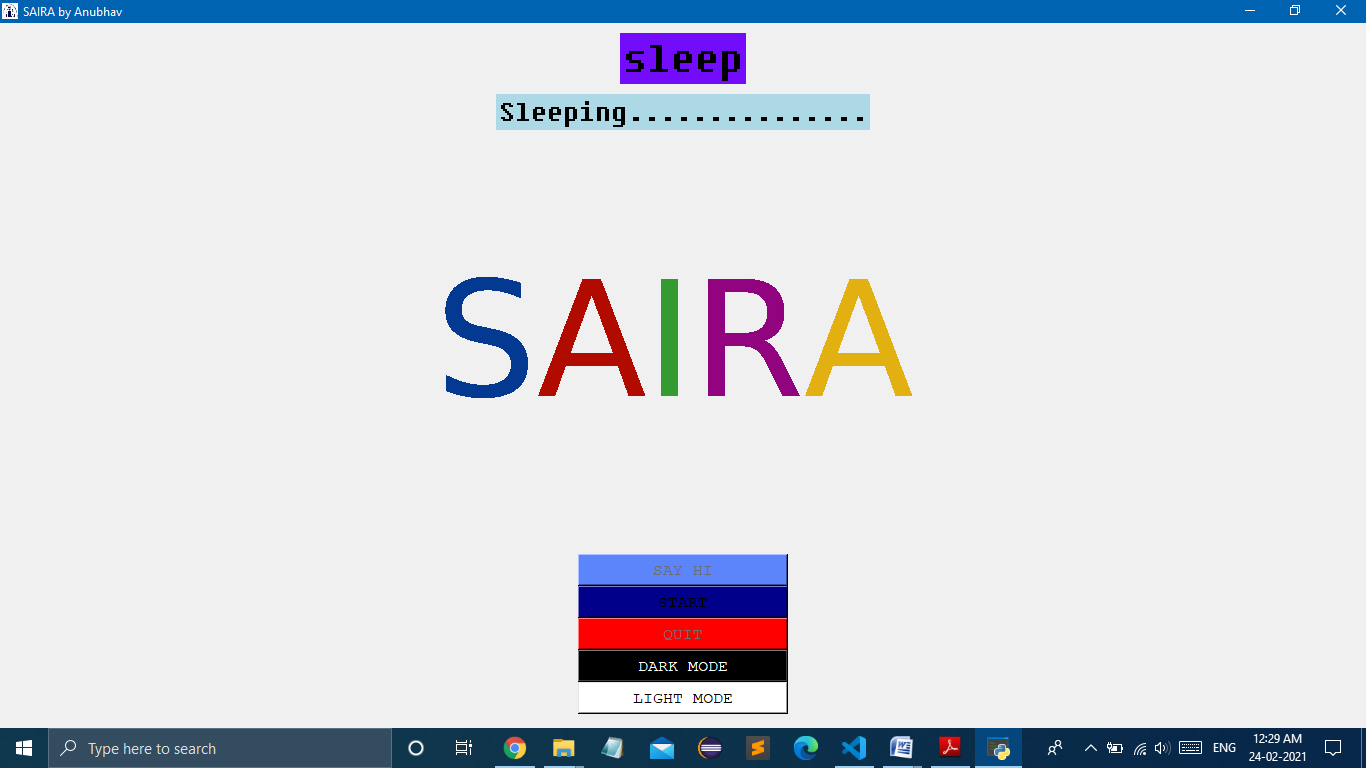 SAIRA by Anubhav
sleep
Sleeping...............
SAIRA
SAY HI
START
QUIT
DARK MODE
LIGHT MODE
Type here to search
ENG
12:29 AM
24-02-2021